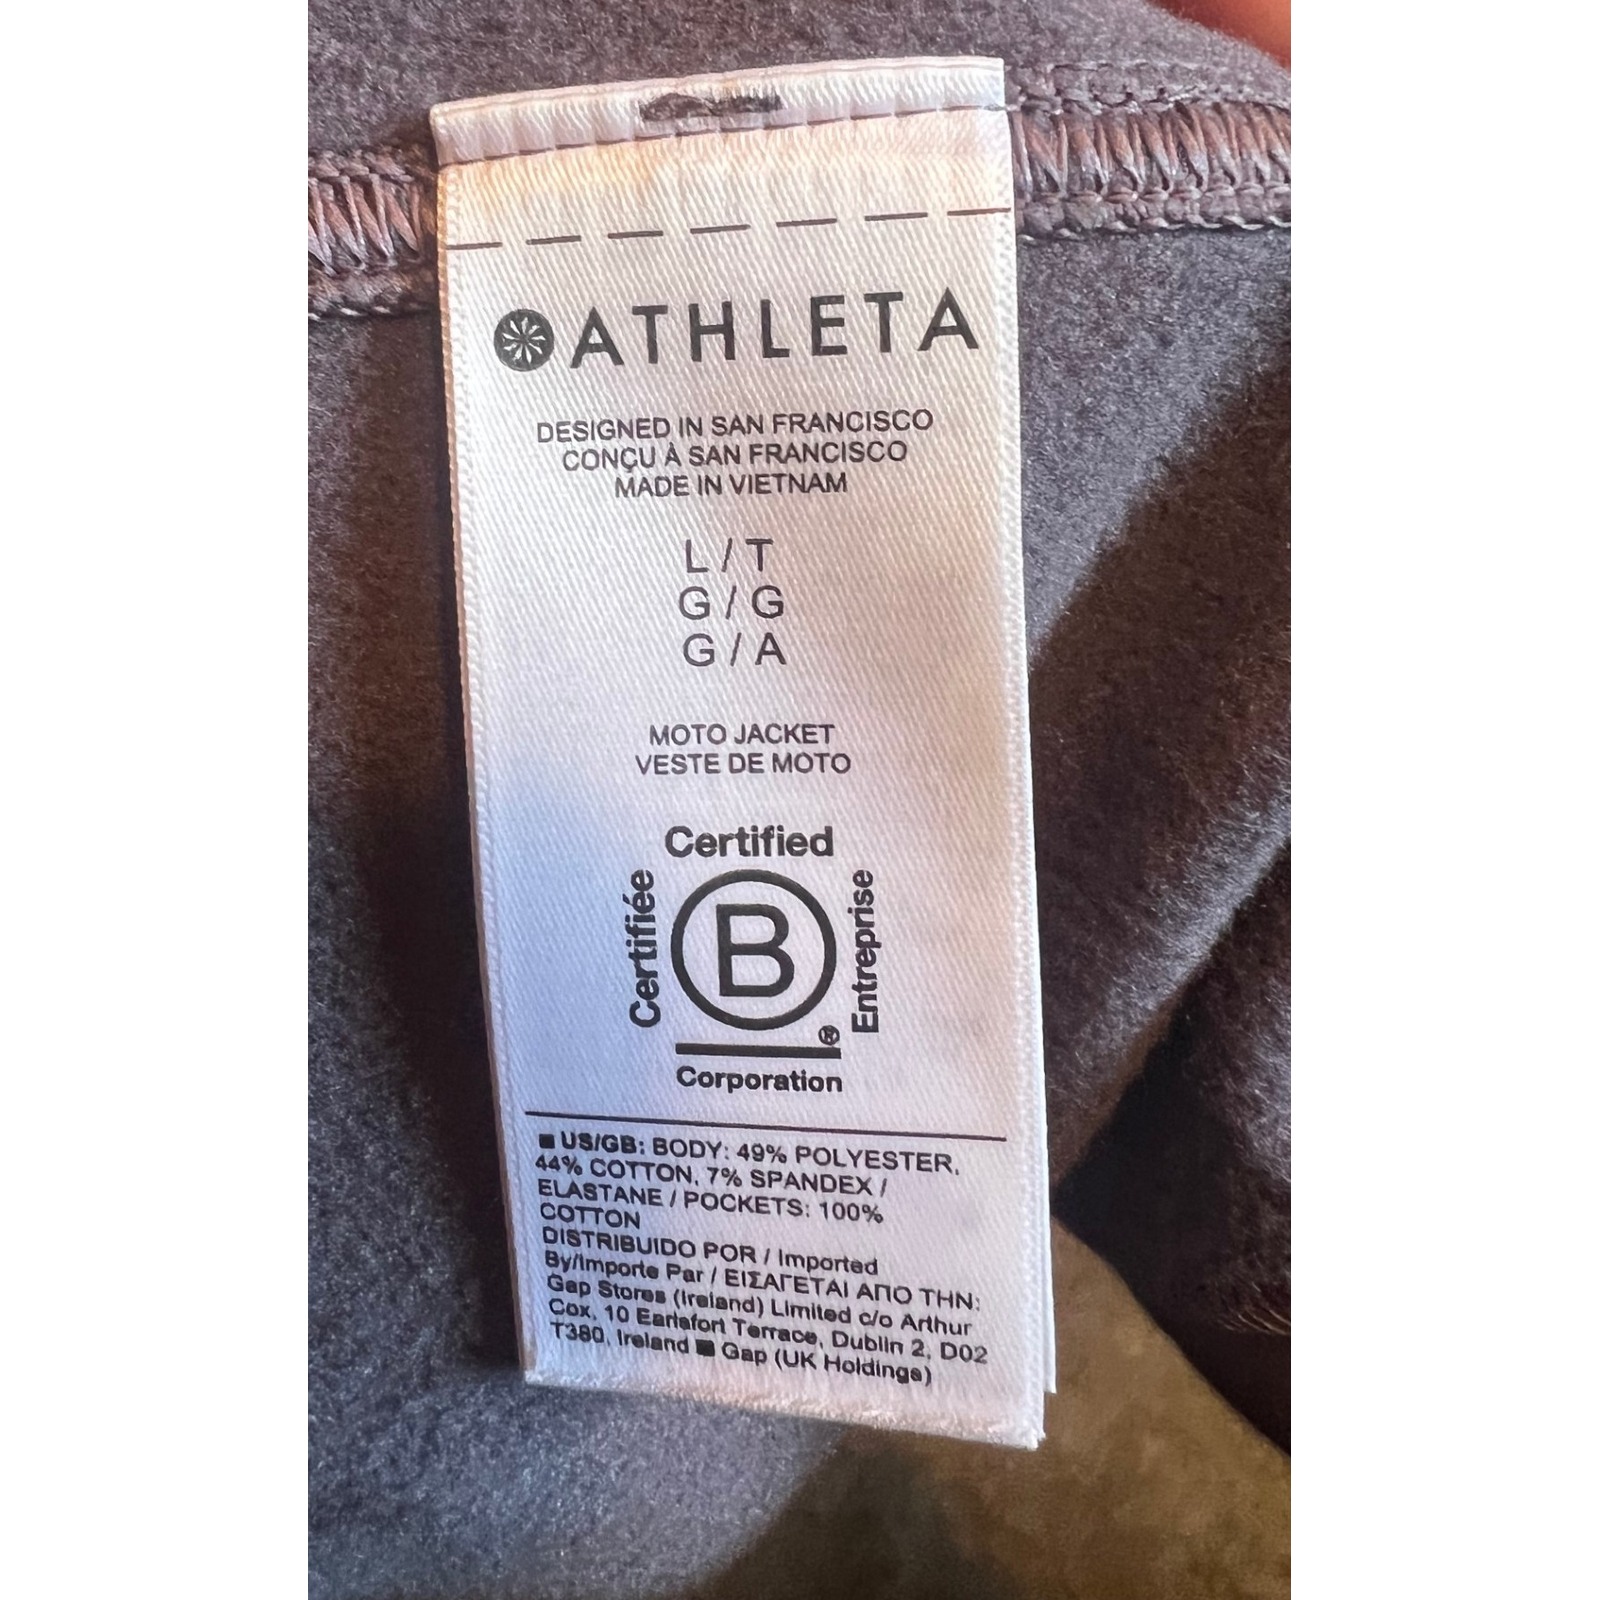 ATHLETA
DESIGNED IN SAN FRANCISCO
CONÇU À SAN FRANCISCO
MADE IN VIETNAM
L / T
G / G
G / A
MOTO JACKET
VESTE DE MOTO
Certified
Certifiée
B
Entreprise
®
Corporation
■ US/GB: BODY: 49% POLYESTER,
44% COTTON, 7% SPANDEX /
ELASTANE / POCKETS: 100%
COTTON
DISTRIBUIDO POR / Imported
By/Importe Par / ΕΙΣΑΓΕΤΑΙ ΑΠΟ ΤΗΝ:
Gap Stores (Ireland) Limited c/o Arthur
Cox, 10 Earlsfort Terrace, Dublin 2, D02
T380, Ireland ■ Gap (UK Holdings)